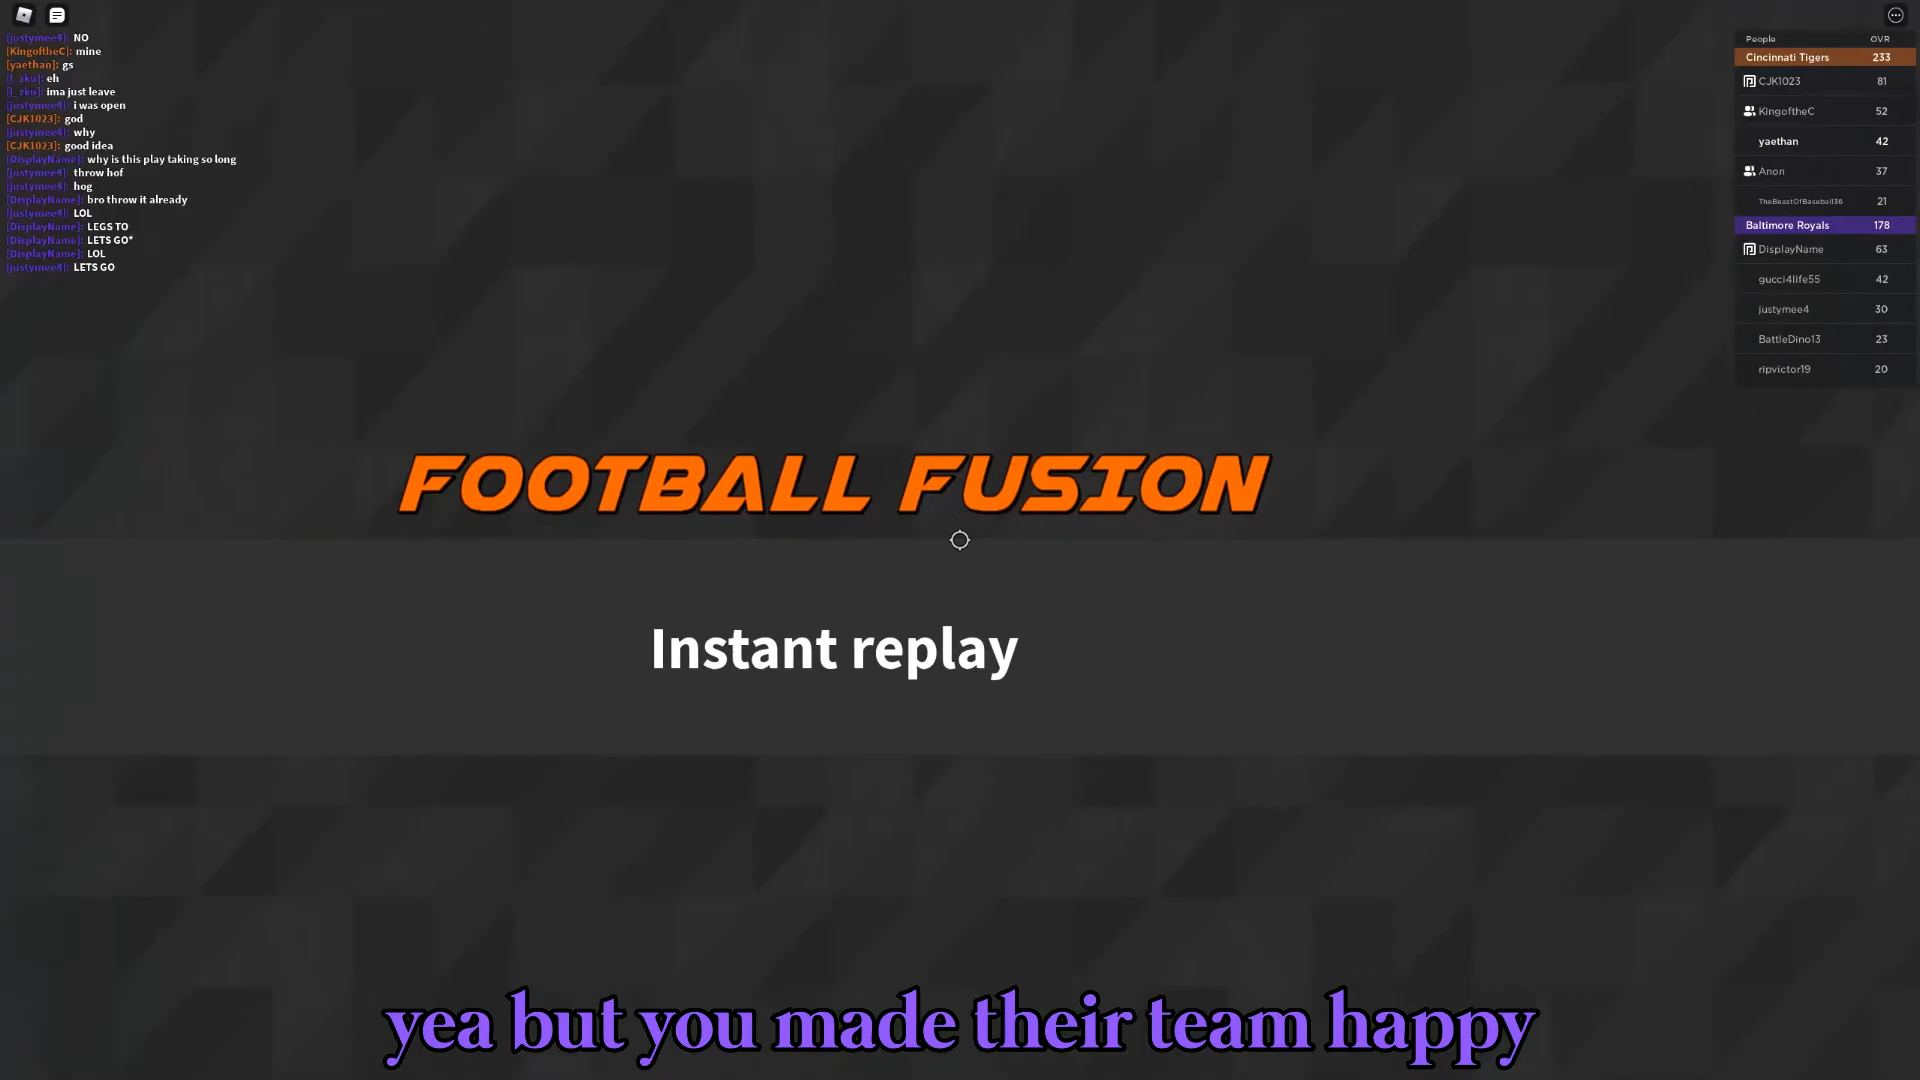 [justymee4]: NO
[KingoftheC]: mine
[yaethan]: gs
[l_zku]: eh
[l_zku]: ima just leave
[justymee4]: i was open
[CJK1023]: god
[justymee4]: why
[CJK1023]: good idea
[DisplayName]: why is this play taking so long
[justymee4]: throw hof
[justymee4]: hog
[DisplayName]: bro throw it already
[justymee4]: LOL
[DisplayName]: LEGS TO
[DisplayName]: LETS GO*
[DisplayName]: LOL
[justymee4]: LETS GO
People OVR
Cincinnati Tigers 233
CJK1023 81
KingoftheC 52
yaethan 42
Anon 37
TheBeastOfBaseball36 21
Baltimore Royals 178
DisplayName 63
gucci4life55 42
justymee4 30
BattleDino13 23
ripvictor19 20
FOOTBALL FUSION
Instant replay
yea but you made their team happy